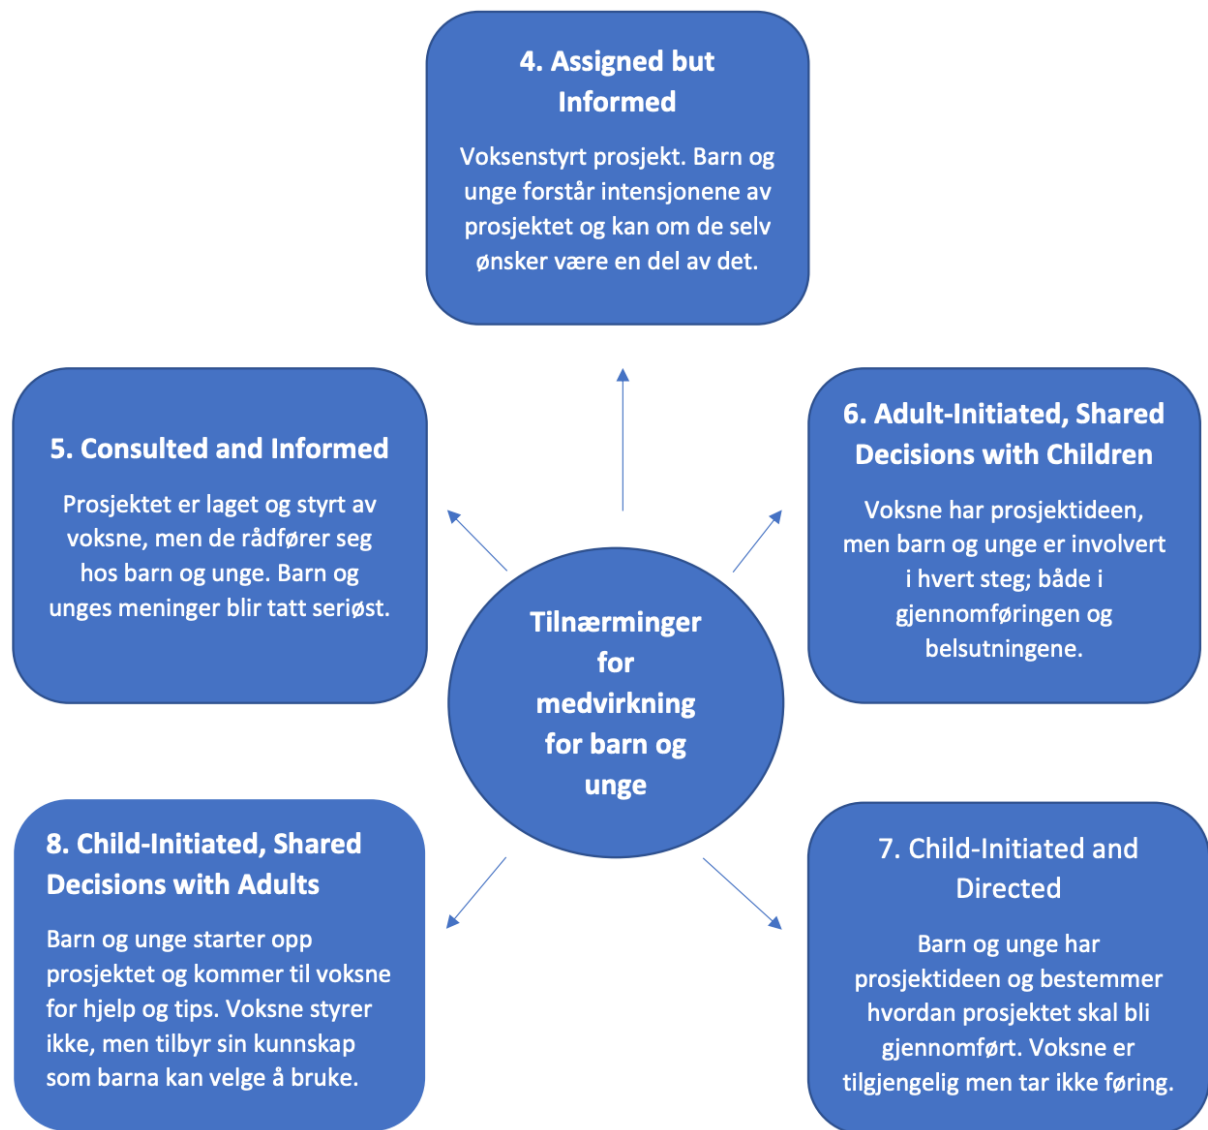 4. Assigned but
Informed
Voksenstyrt prosjekt. Barn og
unge forstår intensjonene av
prosjektet og kan om de selv
ønsker være en del av det.
5. Consulted and Informed
Prosjektet er laget og styrt av
voksne, men de rådfører seg
hos barn og unge. Barn og
unges meninger blir tatt seriøst.
6. Adult-Initiated, Shared
Decisions with Children
Voksne har prosjektideen,
men barn og unge er involvert
i hvert steg; både i
gjennomføringen og
belsutningene.
Tilnærminger
for
medvirkning
for barn og
unge
8. Child-Initiated, Shared
Decisions with Adults
Barn og unge starter opp
prosjektet og kommer til voksne
for hjelp og tips. Voksne styrer
ikke, men tilbyr sin kunnskap
som barna kan velge å bruke.
7. Child-Initiated and
Directed
Barn og unge har
prosjektideen og bestemmer
hvordan prosjektet skal bli
gjennomført. Voksne er
tilgjengelig men tar ikke føring.